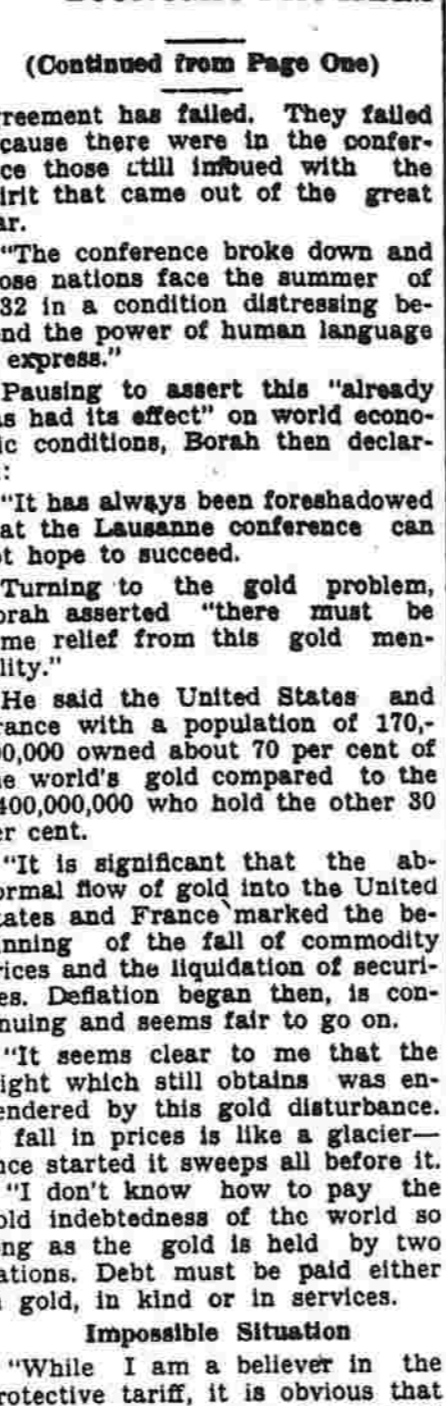 (Continued from Page One)
reement has failed. They failed
cause there were in the confer-
ce those still imbued with the
irit that came out of the great
ar.
"The conference broke down and
ose nations face the summer of
32 in a condition distressing be-
nd the power of human language
express."
Pausing to assert this "already
s had its effect" on world econo-
ic conditions, Borah then declar-
:
"It has always been foreshadowed
at the Lausanne conference can
t hope to succeed.
Turning to the gold problem,
orah asserted "there must be
me relief from this gold men-
lity."
He said the United States and
rance with a population of 170,-
00,000 owned about 70 per cent of
e world's gold compared to the
400,000,000 who hold the other 30
er cent.
"It is significant that the ab-
ormal flow of gold into the United
tates and France marked the be-
nning of the fall of commodity
rices and the liquidation of securi-
es. Deflation began then, is con-
nuing and seems fair to go on.
"It seems clear to me that the
ight which still obtains was en-
endered by this gold disturbance.
fall in prices is like a glacier—
nce started it sweeps all before it.
"I don't know how to pay the
old indebtedness of the world so
ng as the gold is held by two
ations. Debt must be paid either
gold, in kind or in services.
Impossible Situation
"While I am a believer in the
rotective tariff, it is obvious that